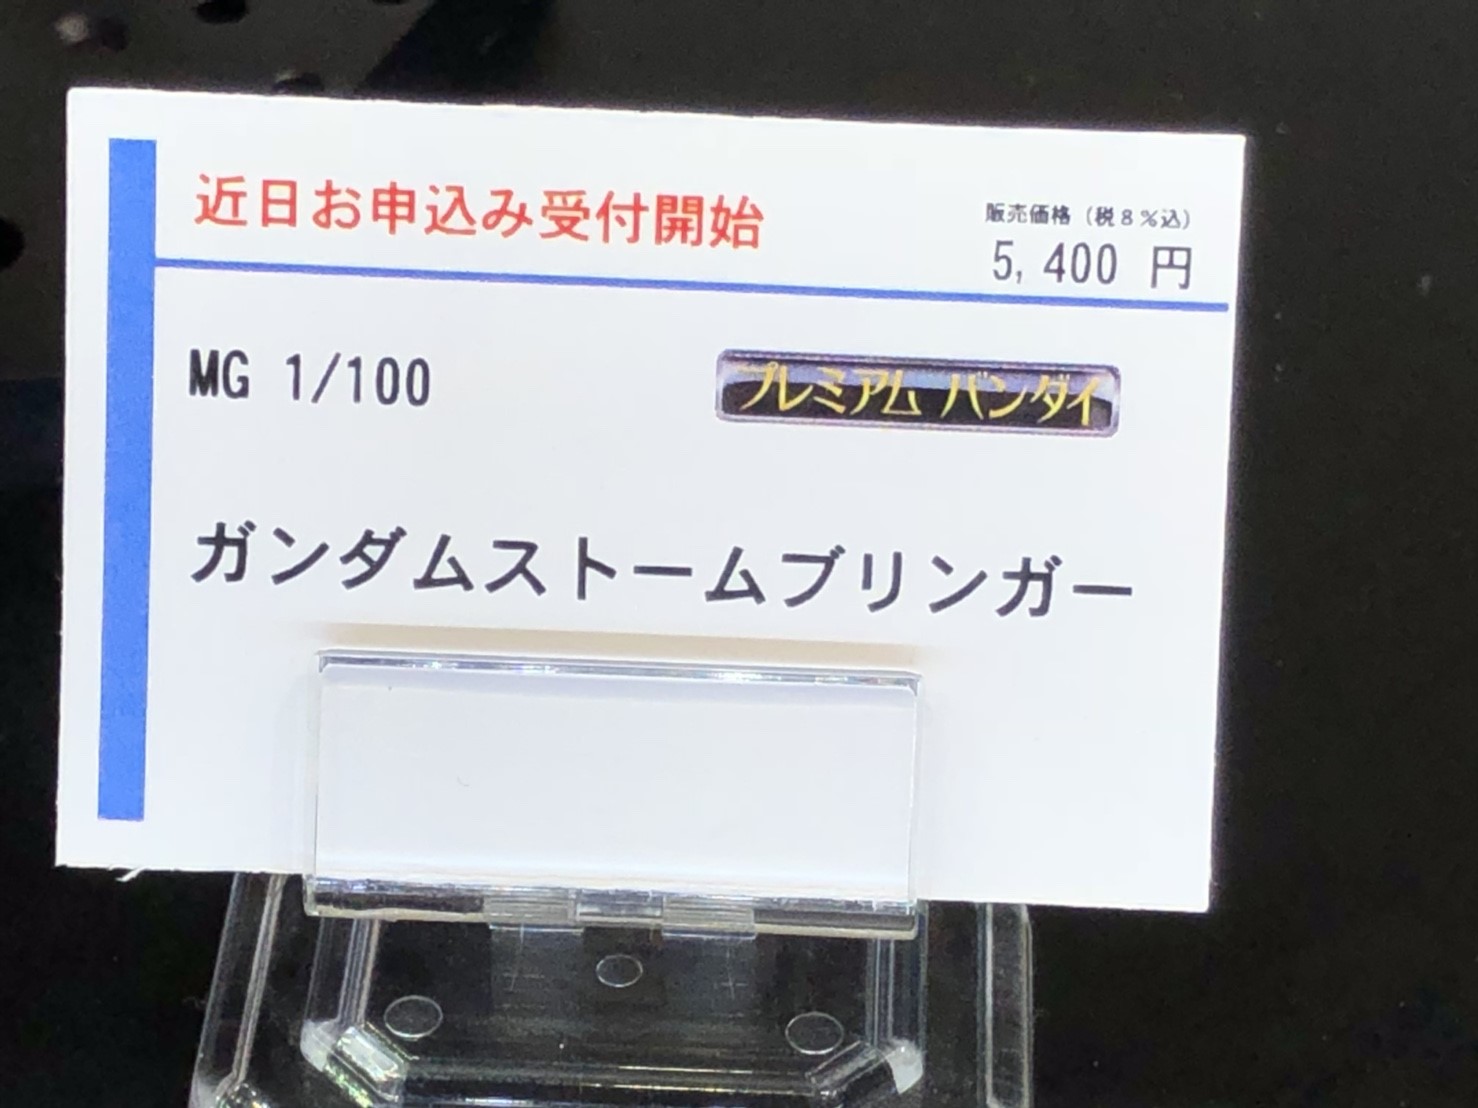 近日お申込み受付開始
販売価格（税８％込）
5,400 円
MG 1/100
プレミアム バンダイ
ガンダムストームブリンガー